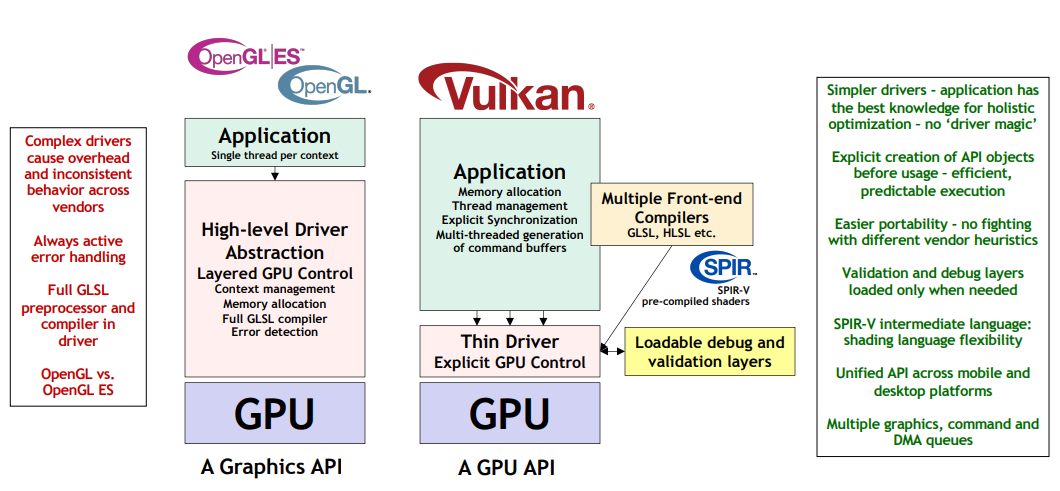 OpenGL|ES™
OpenGL.
Vulkan®
Complex drivers
cause overhead
and inconsistent
behavior across
vendors
Always active
error handling
Full GLSL
preprocessor and
compiler in
driver
OpenGL vs.
OpenGL ES
Application
Single thread per context
High-level Driver
Abstraction
Layered GPU Control
Context management
Memory allocation
Full GLSL compiler
Error detection
GPU
A Graphics API
Application
Memory allocation
Thread management
Explicit Synchronization
Multi-threaded generation
of command buffers
Multiple Front-end
Compilers
GLSL, HLSL etc.
SPIR™
SPIR-V
pre-compiled shaders
Thin Driver
Explicit GPU Control
Loadable debug and
validation layers
GPU
A GPU API
Simpler drivers - application has
the best knowledge for holistic
optimization - no ‘driver magic’
Explicit creation of API objects
before usage - efficient,
predictable execution
Easier portability - no fighting
with different vendor heuristics
Validation and debug layers
loaded only when needed
SPIR-V intermediate language:
shading language flexibility
Unified API across mobile and
desktop platforms
Multiple graphics, command and
DMA queues